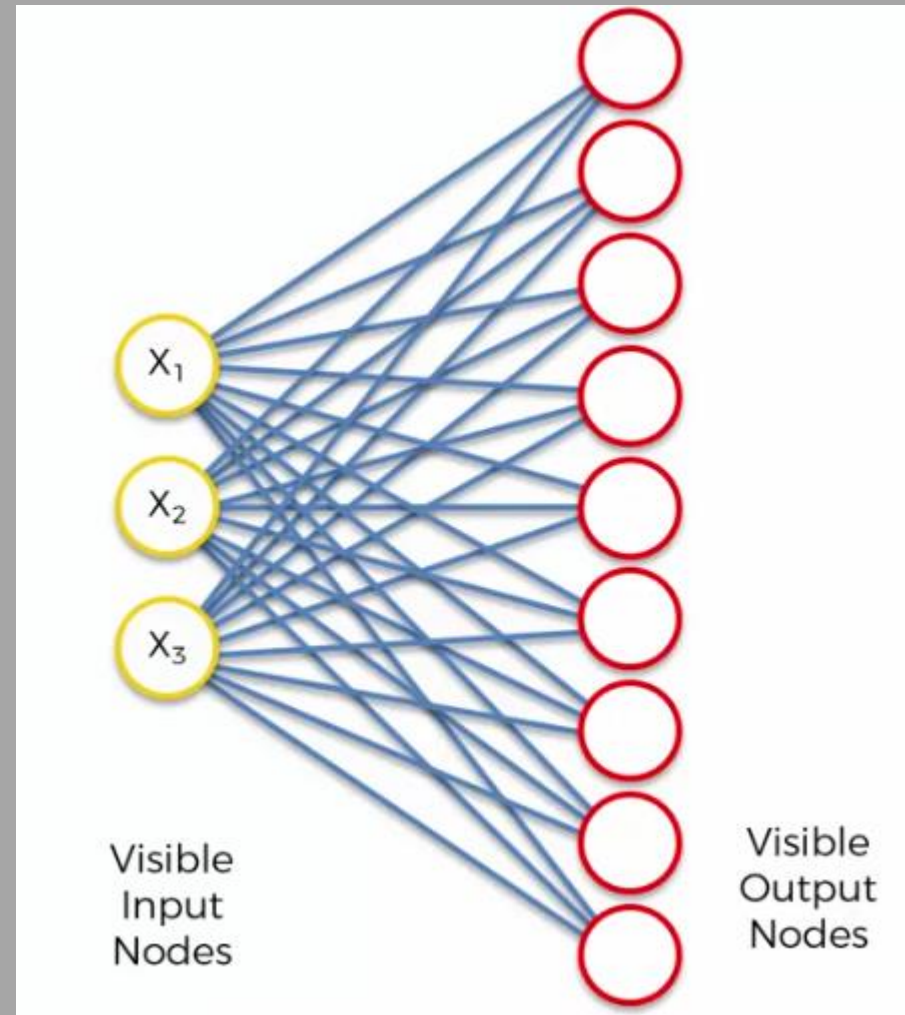 X₁
X₂
X₃
Visible
Input
Nodes
Visible
Output
Nodes